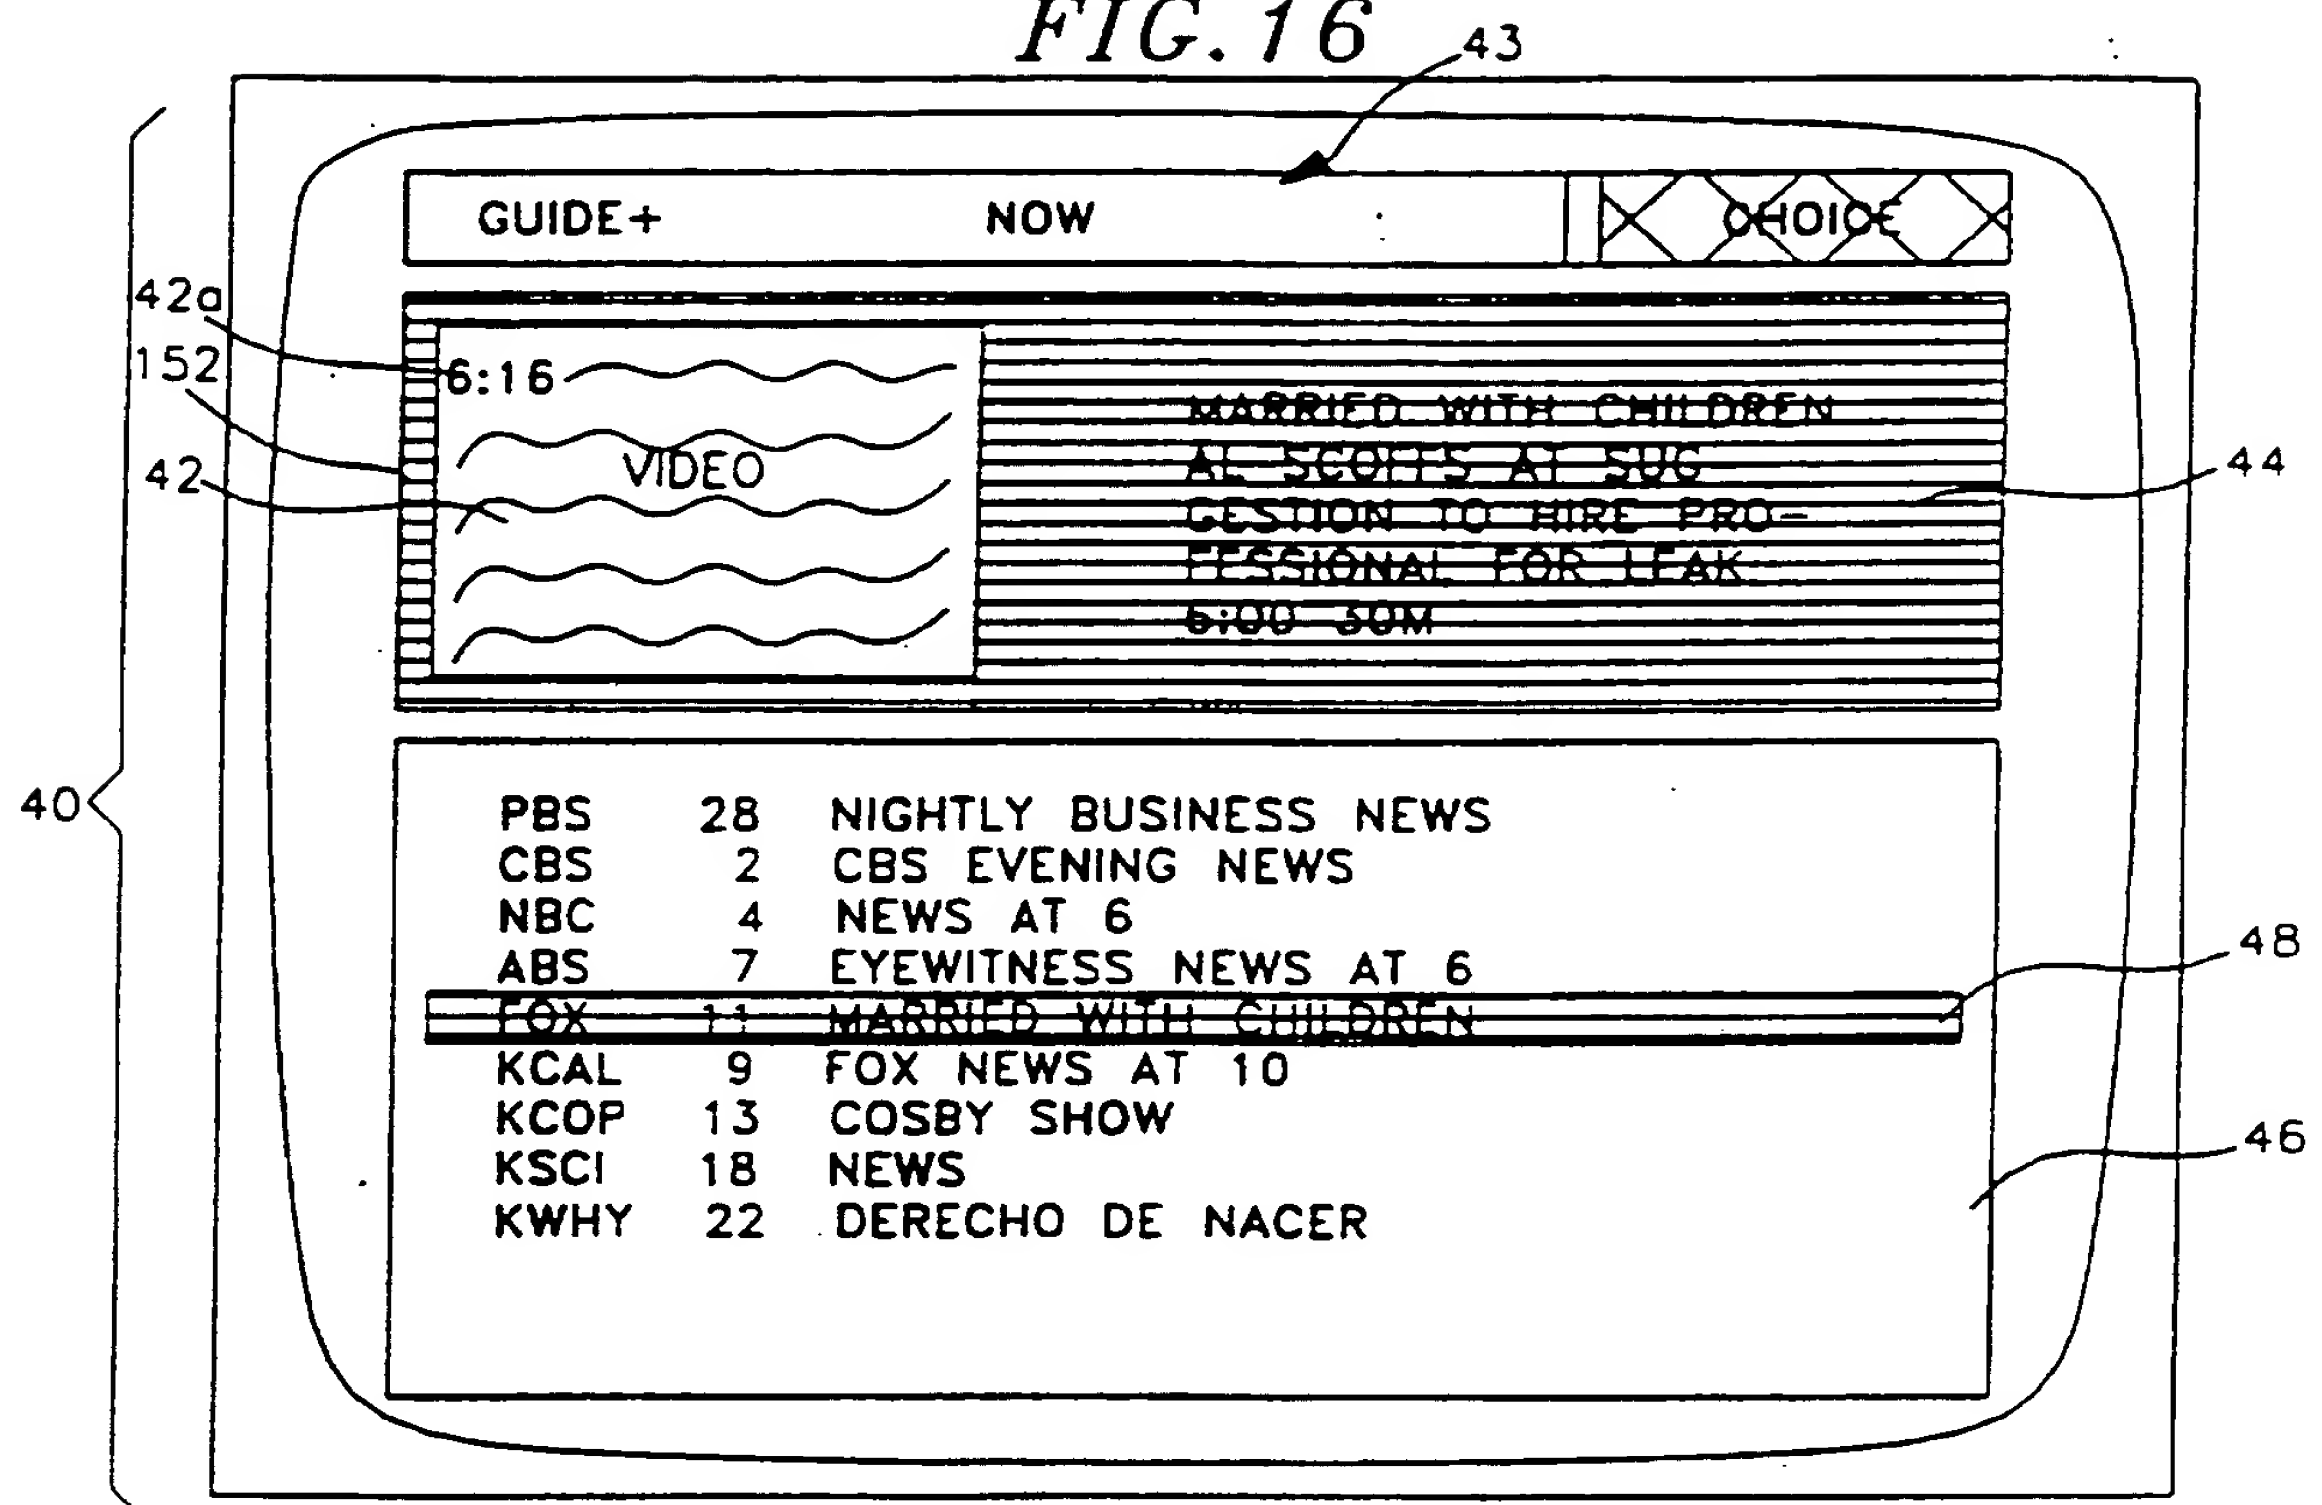 FIG. 16
43
GUIDE+ NOW CHOICE
42a
152
42
6:16
VIDEO
MARRIED WITH CHILDREN
AL SCOFFS AT SUG
GESTION TO HIRE PRO-
FESSIONAL FOR LEAK
6:00 30M
44
40
PBS 28 NIGHTLY BUSINESS NEWS
CBS 2 CBS EVENING NEWS
NBC 4 NEWS AT 6
ABS 7 EYEWITNESS NEWS AT 6
FOX 11 MARRIED WITH CHILDREN
48
KCAL 9 FOX NEWS AT 10
KCOP 13 COSBY SHOW
46
KSCI 18 NEWS
KWHY 22 DERECHO DE NACER